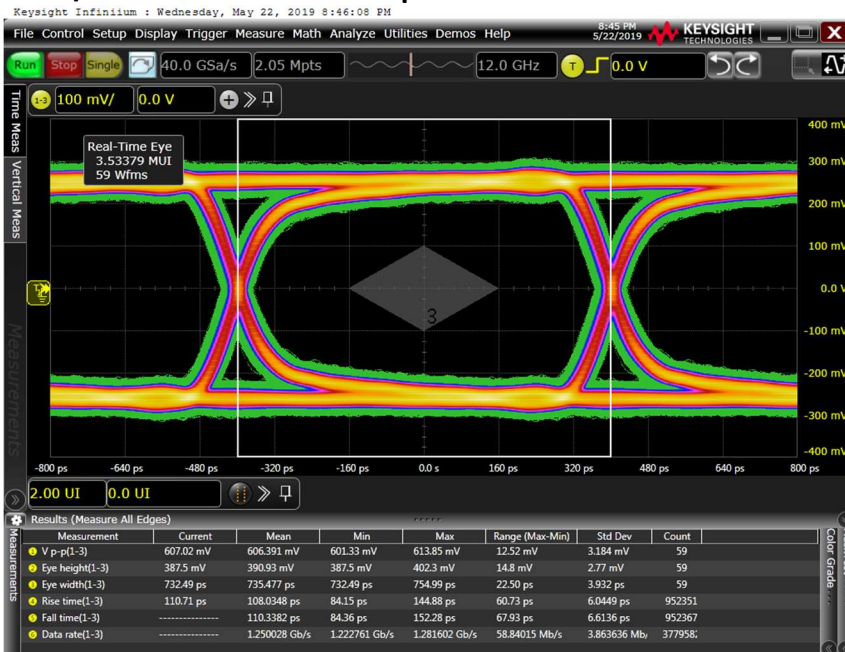 Keysight Infiniium : Wednesday, May 22, 2019 8:46:08 PM
File Control Setup Display Trigger Measure Math Analyze Utilities Demos Help
8:45 PM
5/22/2019
KEYSIGHT
TECHNOLOGIES
Run Stop Single 40.0 GSa/s 2.05 Mpts 12.0 GHz T 0.0 V
1-3 100 mV/ 0.0 V
Time Meas
Vertical Meas
Measurements
Real-Time Eye
3.53379 MUI
59 Wfms
400 mV
300 mV
200 mV
100 mV
0.0 V
-100 mV
-200 mV
-300 mV
-400 mV
3
-800 ps -640 ps -480 ps -320 ps -160 ps 0.0 s 160 ps 320 ps 480 ps 640 ps 800 ps
2.00 UI 0.0 UI
Results (Measure All Edges)
Measurements
Color Grade
Measurement Current Mean Min Max Range (Max-Min) Std Dev Count
1 V p-p(1-3) 607.02 mV 606.391 mV 601.33 mV 613.85 mV 12.52 mV 3.184 mV 59
2 Eye height(1-3) 387.5 mV 390.93 mV 387.5 mV 402.3 mV 14.8 mV 2.77 mV 59
3 Eye width(1-3) 732.49 ps 735.477 ps 732.49 ps 754.99 ps 22.50 ps 3.932 ps 59
4 Rise time(1-3) 110.71 ps 108.0348 ps 84.15 ps 144.88 ps 60.73 ps 6.0449 ps 952351
5 Fall time(1-3) -------------- 110.3382 ps 84.36 ps 152.28 ps 67.93 ps 6.6136 ps 952367
6 Data rate(1-3) -------------- 1.250028 Gb/s 1.222761 Gb/s 1.281602 Gb/s 58.84015 Mb/s 3.863636 Mb/ 377958